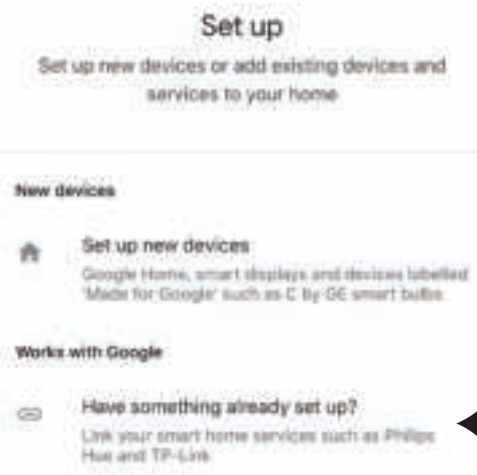 Set up
Set up new devices or add existing devices and
services to your home
New devices
Set up new devices
Google Home, smart displays and devices labelled
'Made for Google' such as C by GE smart bulbs
Works with Google
Have something already set up?
Link your smart home services such as Philips
Hue and TP-Link